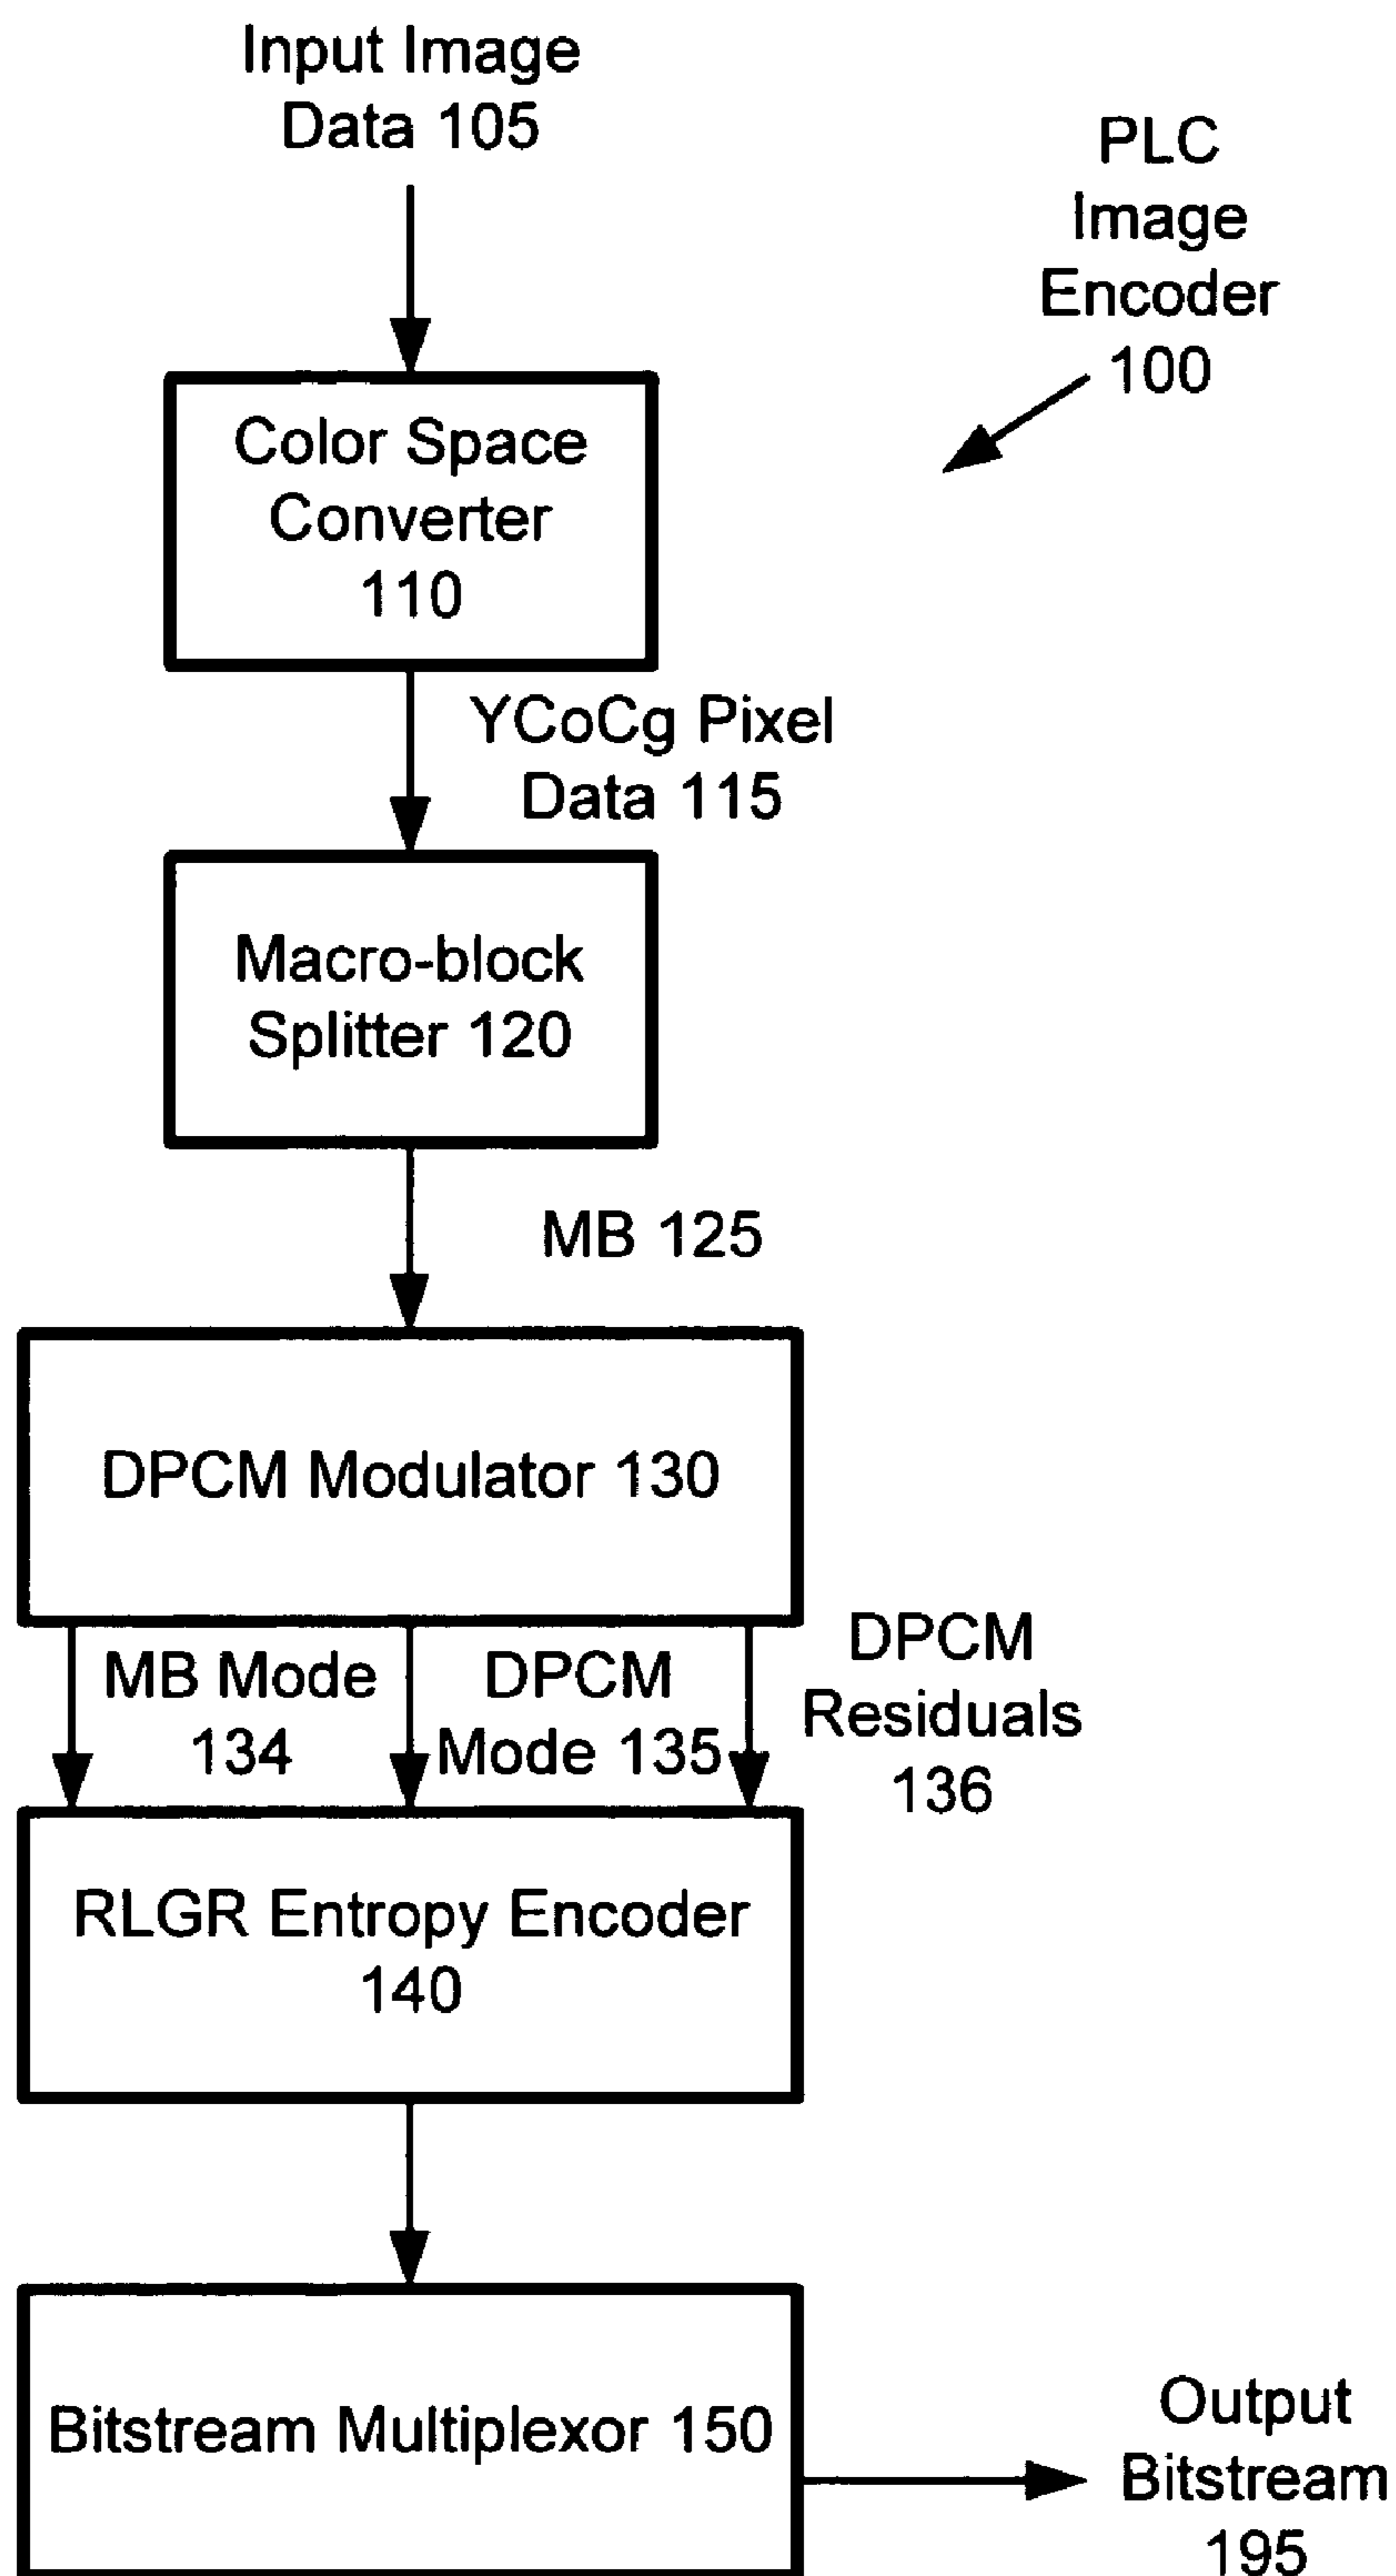 Input Image
Data 105
PLC
Image
Encoder
100
Color Space
Converter
110
YCoCg Pixel
Data 115
Macro-block
Splitter 120
MB 125
DPCM Modulator 130
MB Mode
134
DPCM
Mode 135
DPCM
Residuals
136
RLGR Entropy Encoder
140
Bitstream Multiplexor 150
Output
Bitstream
195